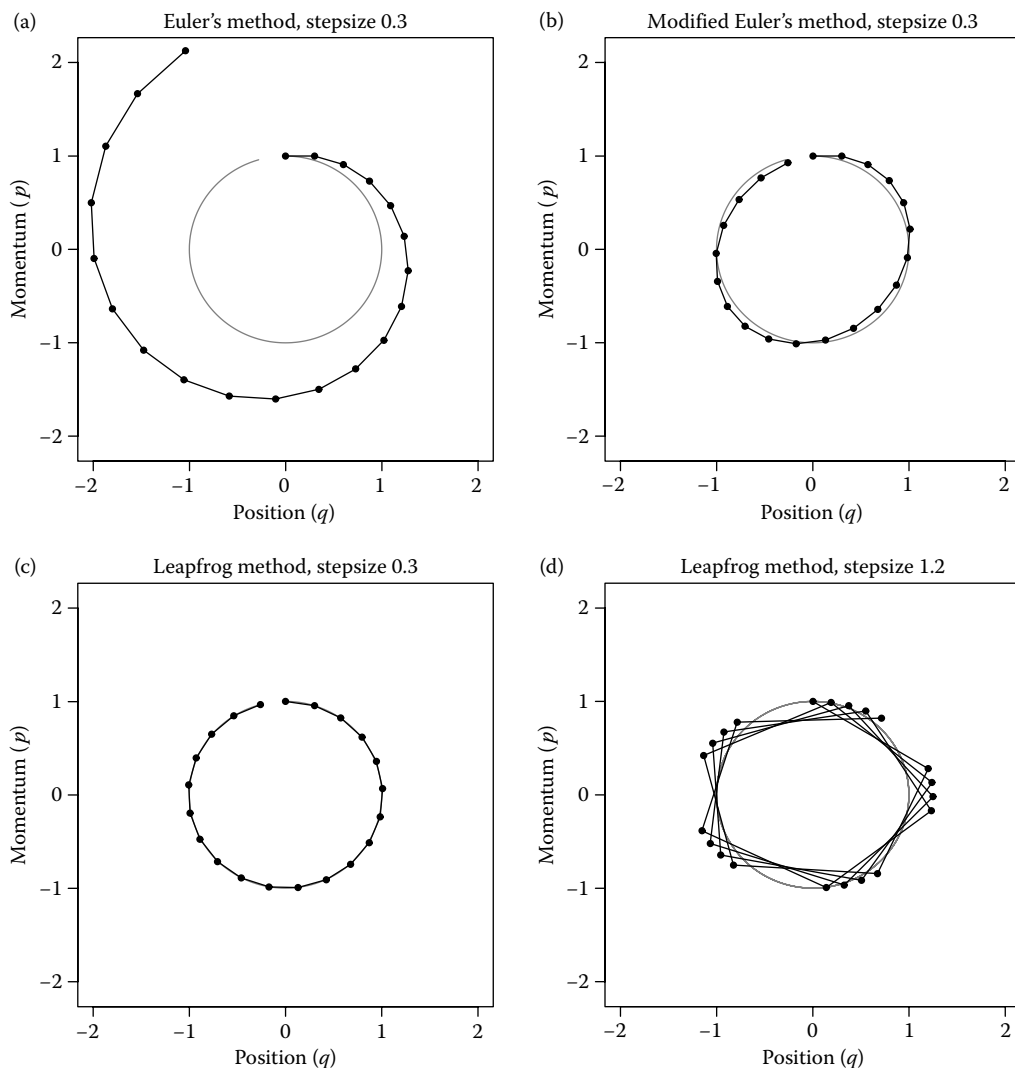 (a)
Euler's method, stepsize 0.3
2
1
0
−1
−2
Momentum (p)
−2
−1
0
1
2
Position (q)
(b)
Modified Euler's method, stepsize 0.3
2
1
0
−1
−2
Momentum (p)
−2
−1
0
1
2
Position (q)
(c)
Leapfrog method, stepsize 0.3
2
1
0
−1
−2
Momentum (p)
−2
−1
0
1
2
Position (q)
(d)
Leapfrog method, stepsize 1.2
2
1
0
−1
−2
Momentum (p)
−2
−1
0
1
2
Position (q)